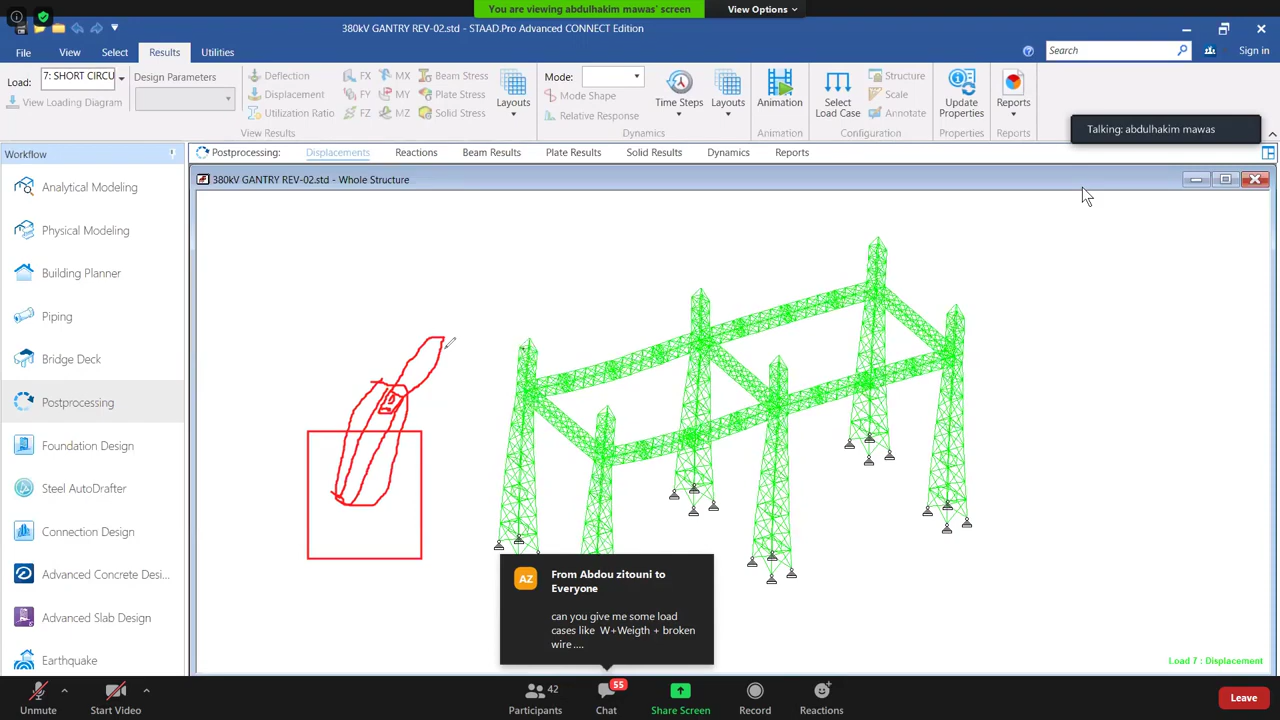 You are viewing abdulhakim mawas' screen
View Options
380kV GANTRY REV-02.std - STAAD.Pro Advanced CONNECT Edition
File
View
Select
Results
Utilities
Search
Sign in
Load:
7: SHORT CIRCU
View Loading Diagram
Design Parameters
Deflection
Displacement
Utilization Ratio
FX
MX
Beam Stress
FY
MY
Plate Stress
FZ
MZ
Solid Stress
Layouts
View Results
Mode:
Mode Shape
Relative Response
Time Steps
Layouts
Dynamics
Animation
Animation
Select Load Case
Structure
Scale
Annotate
Configuration
Update Properties
Properties
Reports
Reports
Talking: abdulhakim mawas
Workflow
Postprocessing:
Displacements
Reactions
Beam Results
Plate Results
Solid Results
Dynamics
Reports
380kV GANTRY REV-02.std - Whole Structure
Analytical Modeling
Physical Modeling
Building Planner
Piping
Bridge Deck
Postprocessing
Foundation Design
Steel AutoDrafter
Connection Design
Advanced Concrete Desi...
Advanced Slab Design
Earthquake
AZ
From Abdou zitouni to
Everyone
can you give me some load
cases like W+Weigth + broken
wire ....
Load 7 : Displacement
Unmute
Start Video
42
Participants
55
Chat
Share Screen
Record
Reactions
Leave